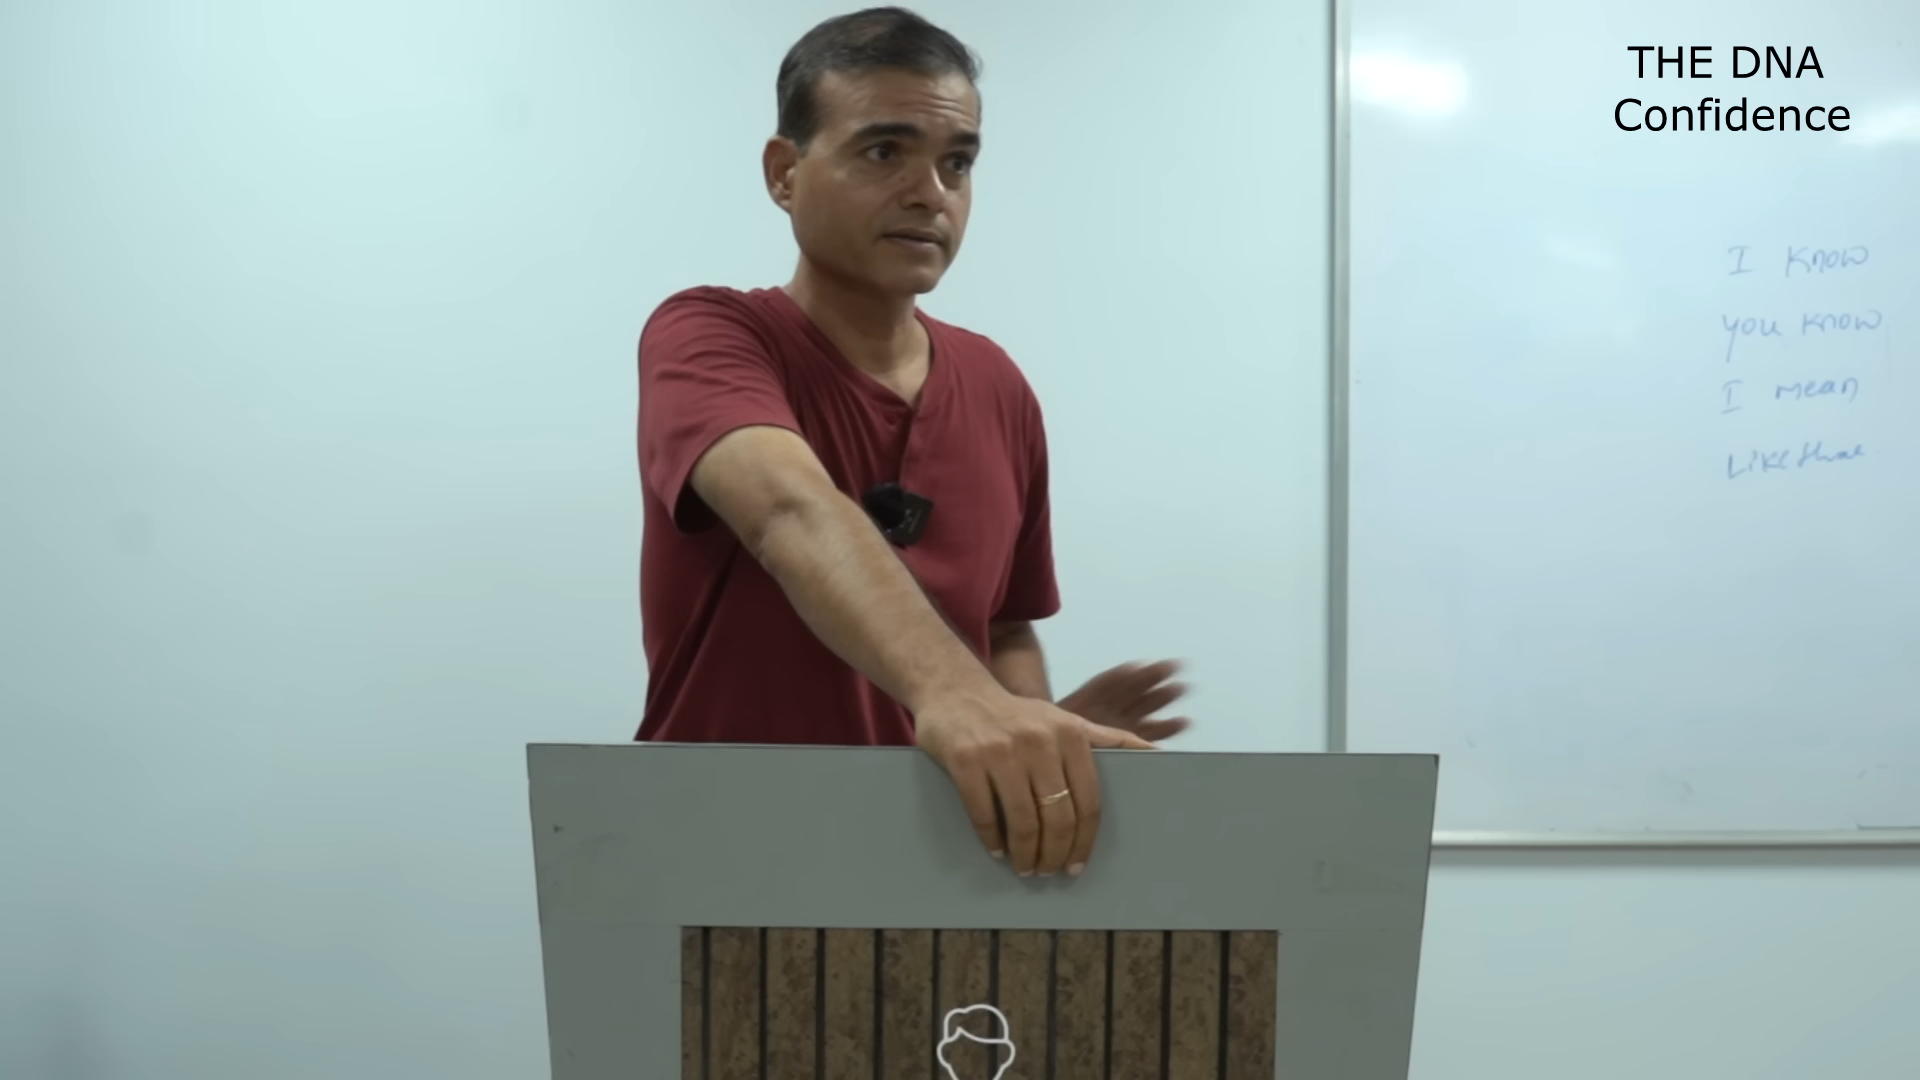 THE DNA
Confidence
I know
you know
I mean
Like that